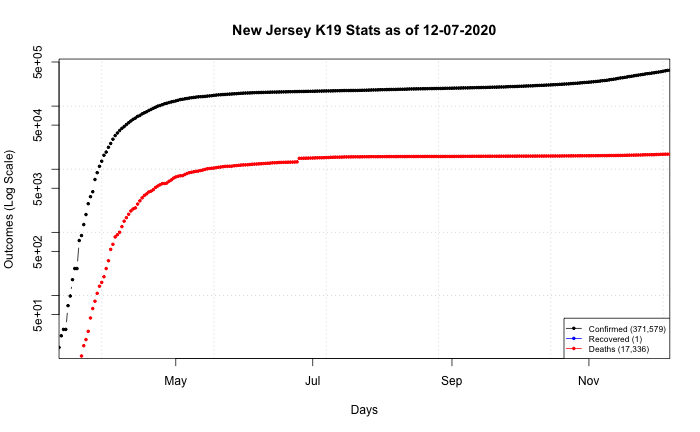 New Jersey K19 Stats as of 12-07-2020
Outcomes (Log Scale)
5e+05
5e+04
5e+03
5e+02
5e+01
Confirmed (371,579)
Recovered (1)
Deaths (17,336)
May
Jul
Sep
Nov
Days